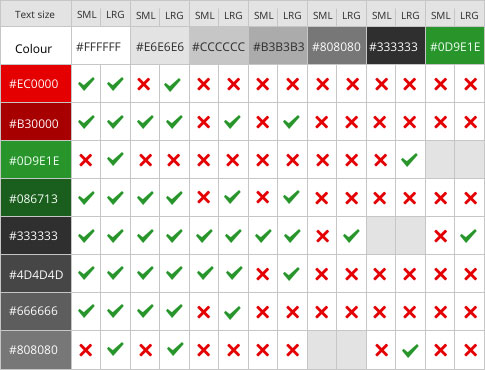 Text size SML LRG SML LRG SML LRG SML LRG SML LRG SML LRG SML LRG
Colour #FFFFFF #E6E6E6 #CCCCCC #B3B3B3 #808080 #333333 #0D9E1E
#EC0000
#B30000
#0D9E1E
#086713
#333333
#4D4D4D
#666666
#808080